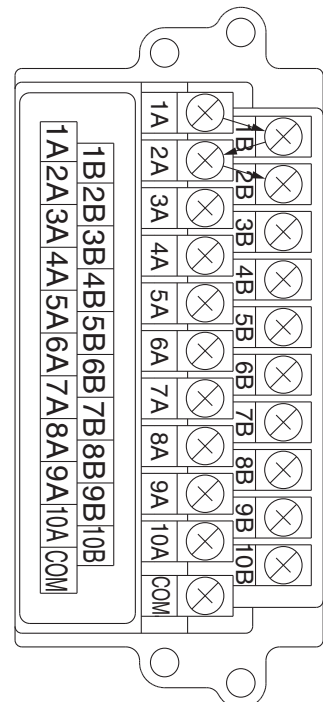 1A 2A 3A 4A 5A 6A 7A 8A 9A 10A COM
1B 2B 3B 4B 5B 6B 7B 8B 9B 10B
1A
2A
3A
4A
5A
6A
7A
8A
9A
10A
COM
1B
2B
3B
4B
5B
6B
7B
8B
9B
10B